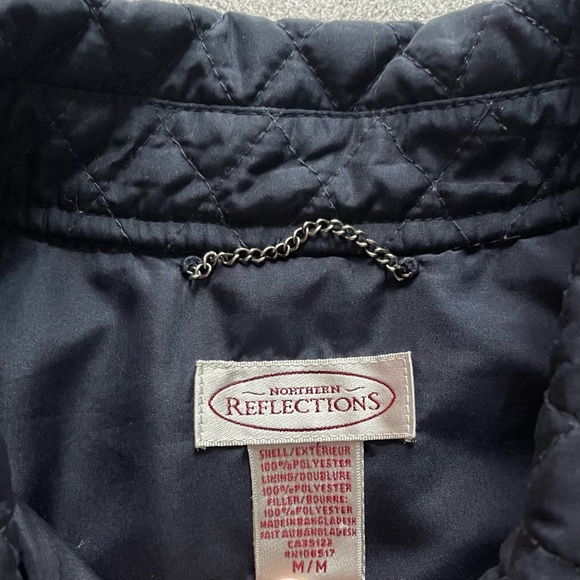 NORTHERN
REFLECTIONS
SHELL/EXTÉRIEUR
100%POLYESTER
LINING/DOUBLURE
100%POLYESTER
FILLER/BOURRE:
100%POLYESTER
MADE IN BANGLADESH
FAIT AU BANGLADESH
CA35123
RN106517
M/M